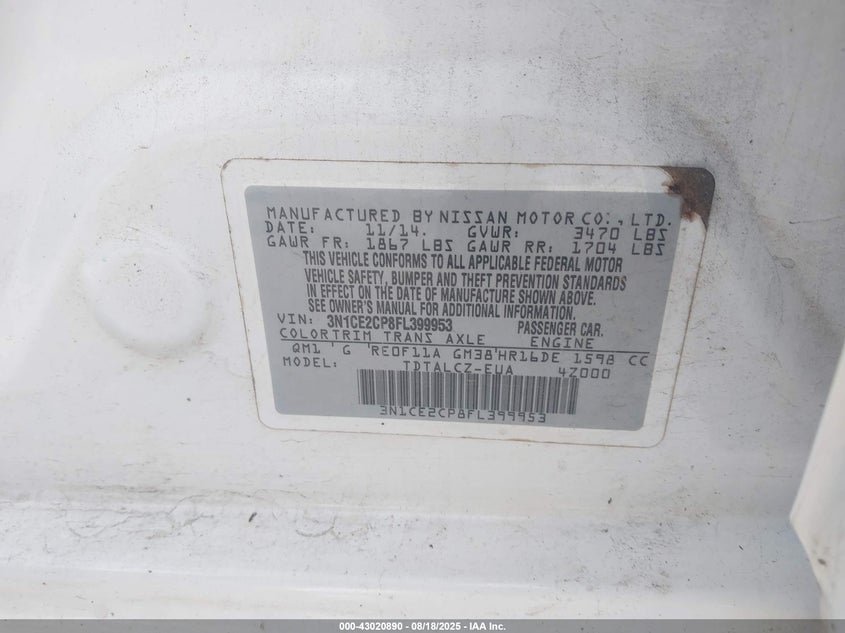 MANUFACTURED BY NISSAN MOTOR CO., LTD.
DATE: 11/14. GVWR: 3470 LBS
GAWR FR: 1867 LBS GAWR RR: 1704 LBS
THIS VEHICLE CONFORMS TO ALL APPLICABLE FEDERAL MOTOR
VEHICLE SAFETY, BUMPER AND THEFT PREVENTION STANDARDS
IN EFFECT ON THE DATE OF MANUFACTURE SHOWN ABOVE.
SEE OWNER'S MANUAL FOR ADDITIONAL INFORMATION.
VIN: 3N1CE2CP8FL399953 PASSENGER CAR.
COLORTRIM TRANS AXLE ENGINE
QM1 'G 'RE0F11A GM38'HR16DE 1598 CC
MODEL: TDTALCZ-EUA 4Z000
3N1CE2CP8FL399953
000-43020890 - 08/18/2025 - IAA Inc.